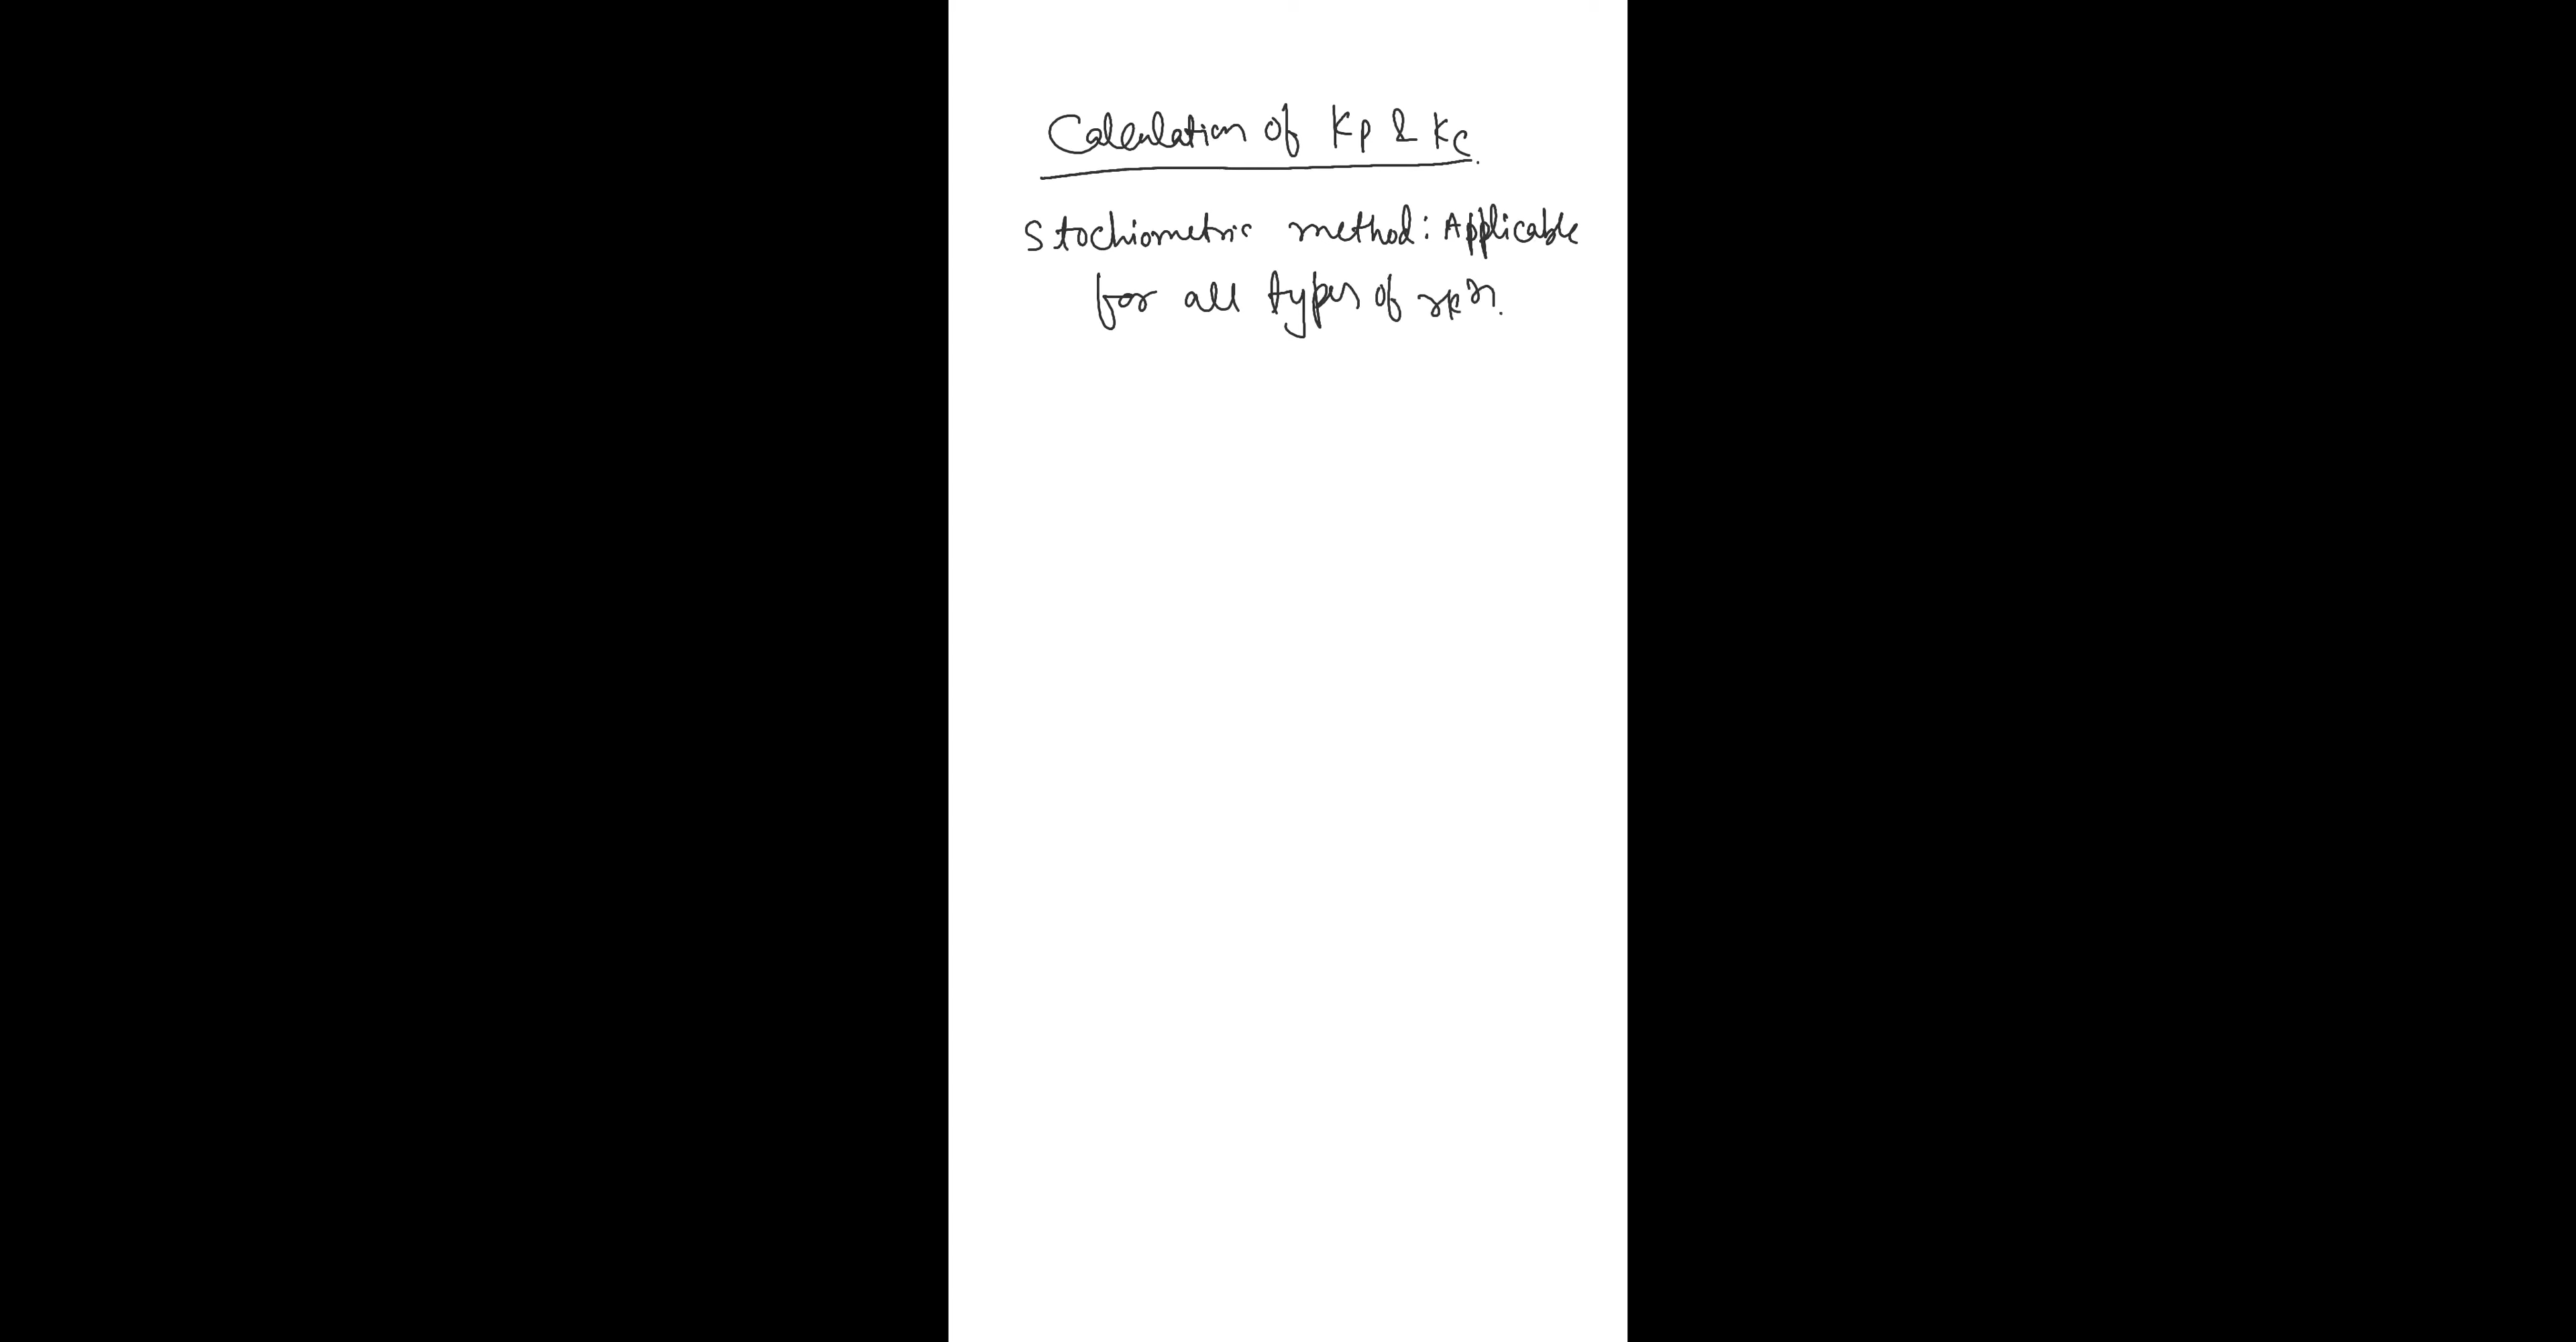 Calculation of Kp & Kc.
Stochiometric method: Applicable
for all types of rxn.